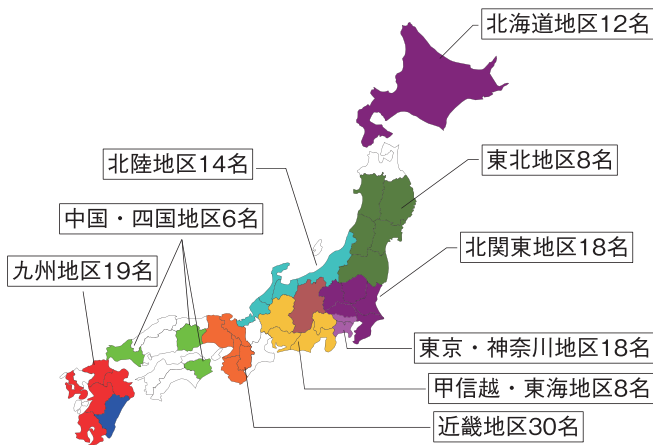 北海道地区12名
東北地区8名
北陸地区14名
中国・四国地区6名
北関東地区18名
九州地区19名
東京・神奈川地区18名
甲信越・東海地区8名
近畿地区30名